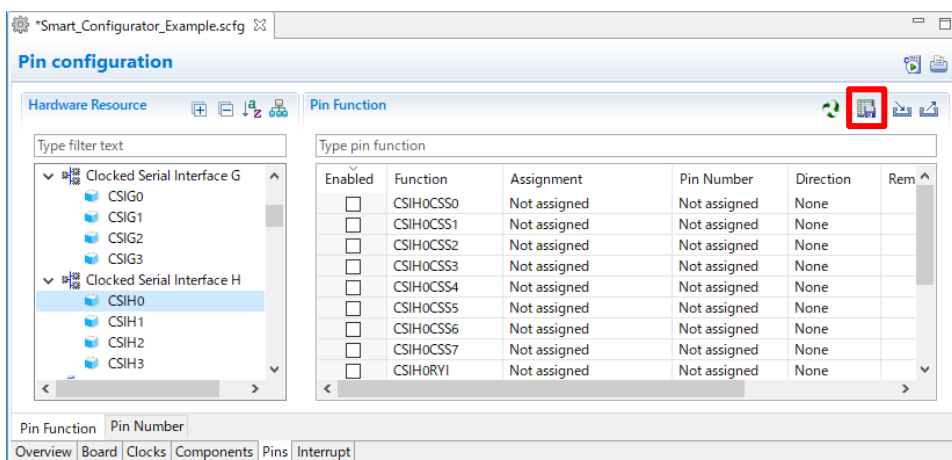 *Smart_Configurator_Example.scfg
Pin configuration
Hardware Resource
Type filter text
Clocked Serial Interface G
CSIG0
CSIG1
CSIG2
CSIG3
Clocked Serial Interface H
CSIH0
CSIH1
CSIH2
CSIH3
Pin Function
Type pin function
Enabled Function Assignment Pin Number Direction Rem
CSIH0CSS0 Not assigned Not assigned None
CSIH0CSS1 Not assigned Not assigned None
CSIH0CSS2 Not assigned Not assigned None
CSIH0CSS3 Not assigned Not assigned None
CSIH0CSS4 Not assigned Not assigned None
CSIH0CSS5 Not assigned Not assigned None
CSIH0CSS6 Not assigned Not assigned None
CSIH0CSS7 Not assigned Not assigned None
CSIH0RYI Not assigned Not assigned None
Pin Function Pin Number
Overview Board Clocks Components Pins Interrupt